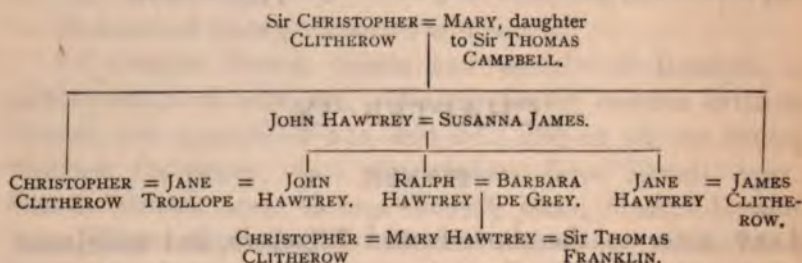 Sir CHRISTOPHER = MARY, daughter
CLITHEROW to Sir THOMAS
CAMPBELL.
JOHN HAWTREY = SUSANNA JAMES.
CHRISTOPHER = JANE = JOHN RALPH = BARBARA JANE = JAMES
CLITHEROW TROLLOPE HAWTREY. HAWTREY DE GREY. HAWTREY CLITHE-
ROW.
CHRISTOPHER = MARY HAWTREY = Sir THOMAS
CLITHEROW FRANKLIN.